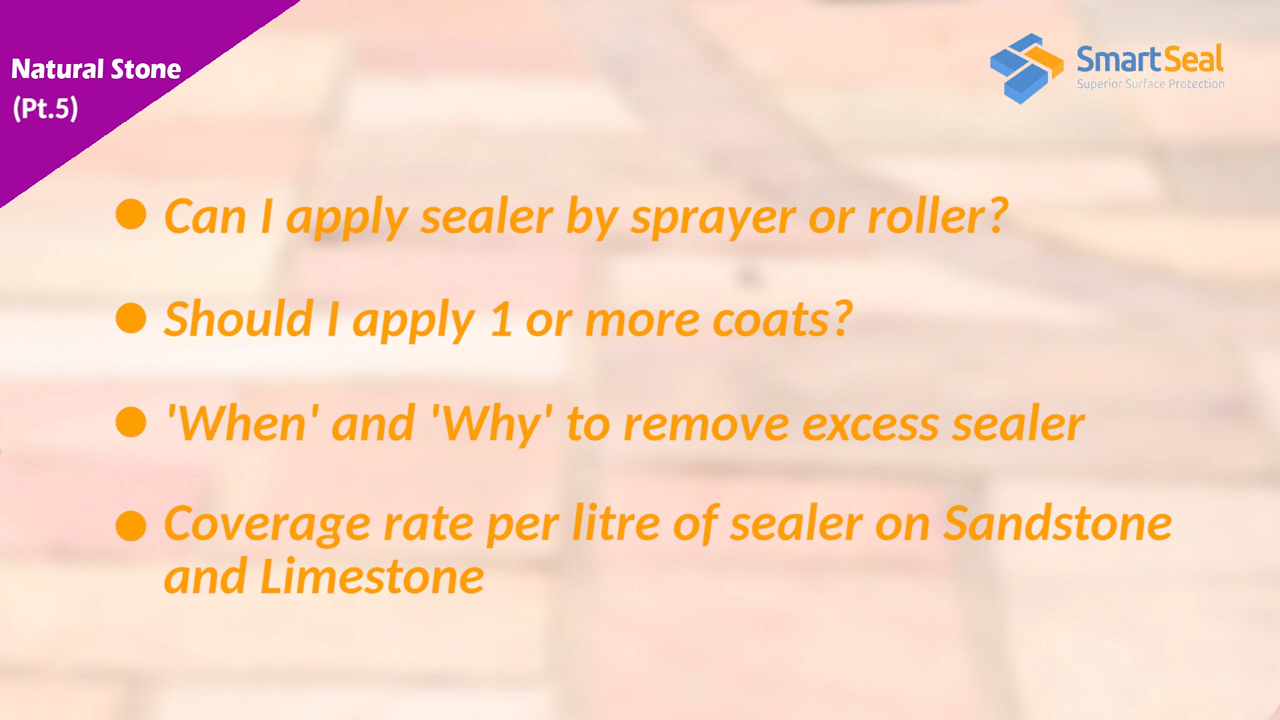 Natural Stone
(Pt.5)
SmartSeal
Superior Surface Protection
● Can I apply sealer by sprayer or roller?
● Should I apply 1 or more coats?
● 'When' and 'Why' to remove excess sealer
● Coverage rate per litre of sealer on Sandstone
and Limestone